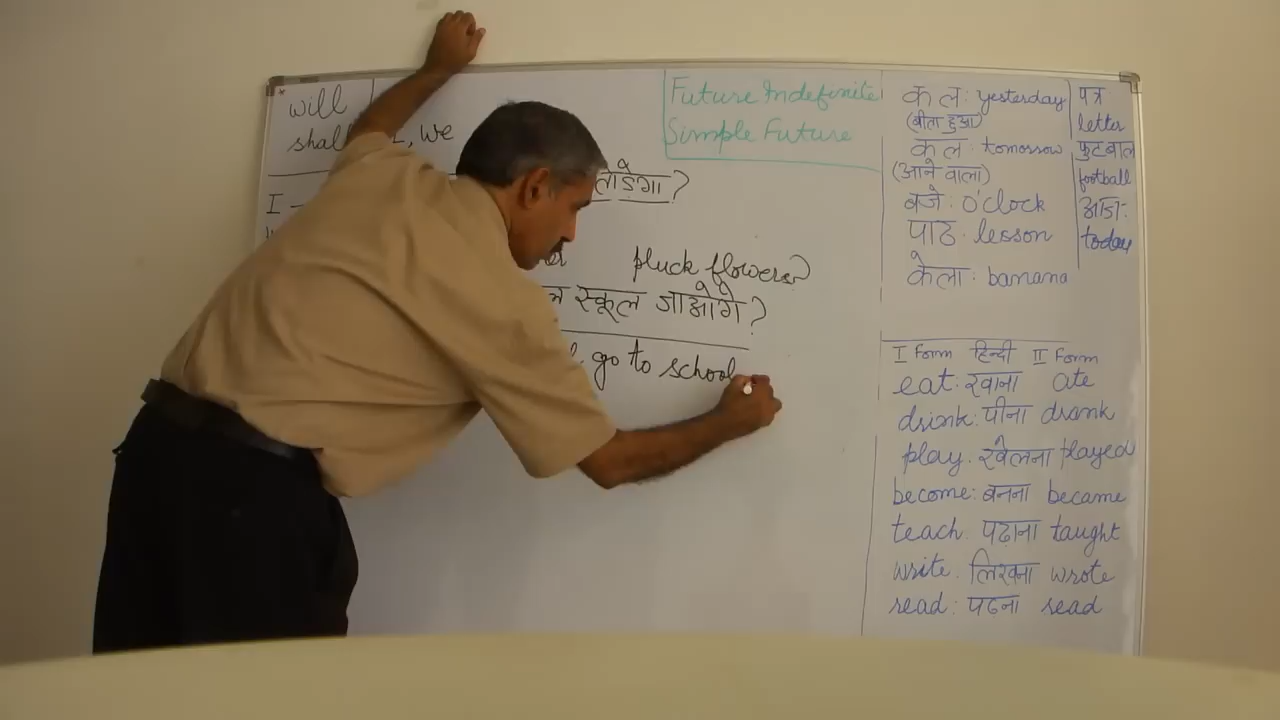 will
shall I, we
I –
Future Indefinite
Simple Future
तोड़ेगा ?
pluck flowers?
स्कूल जाओगे ?
go to school
कल : yesterday
(बीता हुआ)
कल : tomorrow
(आने वाला)
बजे : o'clock
पाठ . lesson
केला : banana
पत्र
letter
फुटबाल
football
आज :
today
I Form हिन्दी II Form
eat : खाना ate
drink : पीना drank
play . खेलना played
become : बनना became
teach . पढ़ाना taught
write . लिखना wrote
read : पढ़ना read